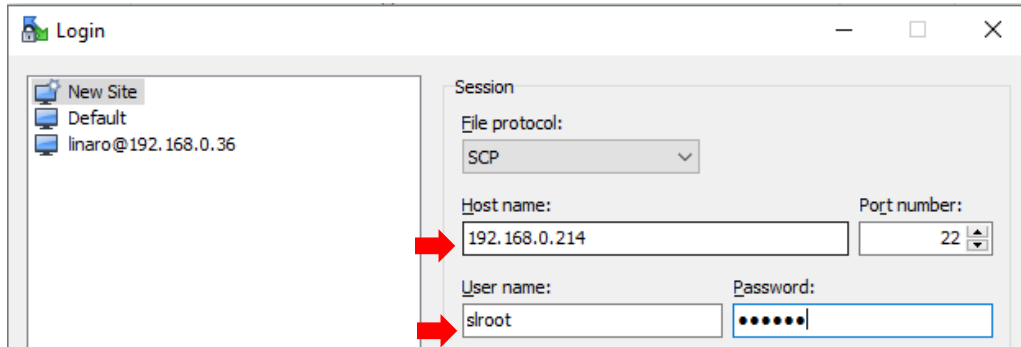 Login
New Site
Default
linaro@192.168.0.36
Session
File protocol:
SCP
Host name:
Port number:
192.168.0.214
22
User name:
Password:
slroot
••••••